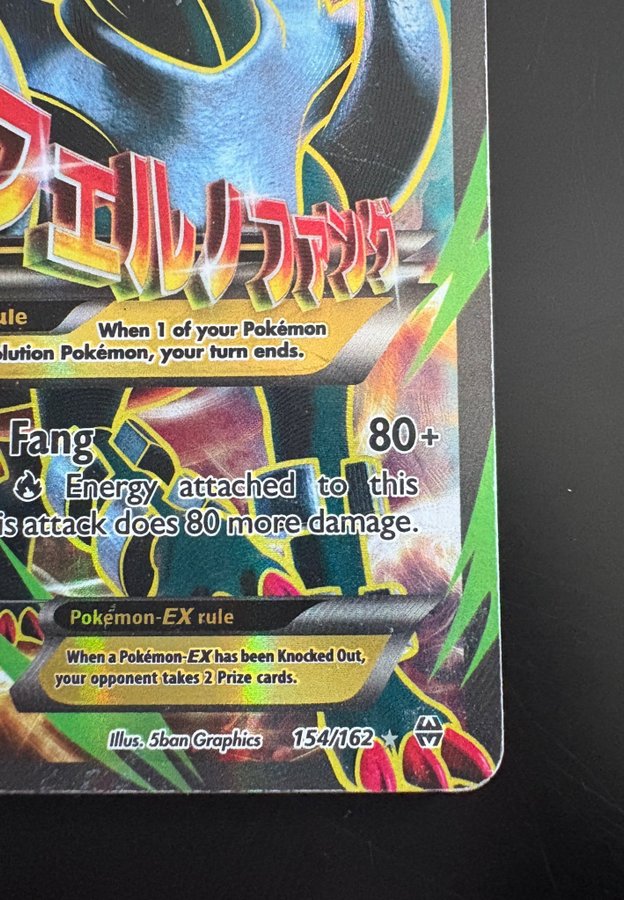 ェルノファング
ule
When 1 of your Pokémon
lution Pokémon, your turn ends.
Fang 80+
Energy attached to this
is attack does 80 more damage.
Pokémon-EX rule
When a Pokémon-EX has been Knocked Out,
your opponent takes 2 Prize cards.
Illus. 5ban Graphics 154/162